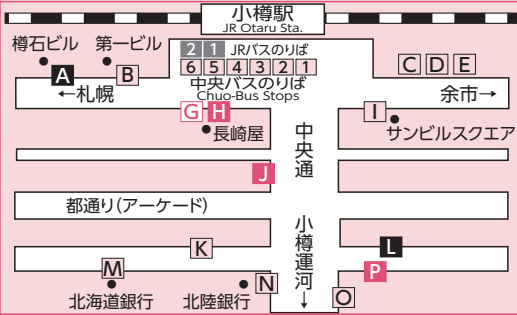 小樽駅
JR Otaru Sta.
樽石ビル 第一ビル
2 1 JRバスのりば
6 5 4 3 2 1
中央バスのりば
Chuo-Bus Stops
A B
C D E
←札幌
余市→
G H
I
長崎屋
サンビルスクエア
中央通
J
都通り(アーケード)
小樽運河→
K
L
M
P
N
O
北海道銀行
北陸銀行